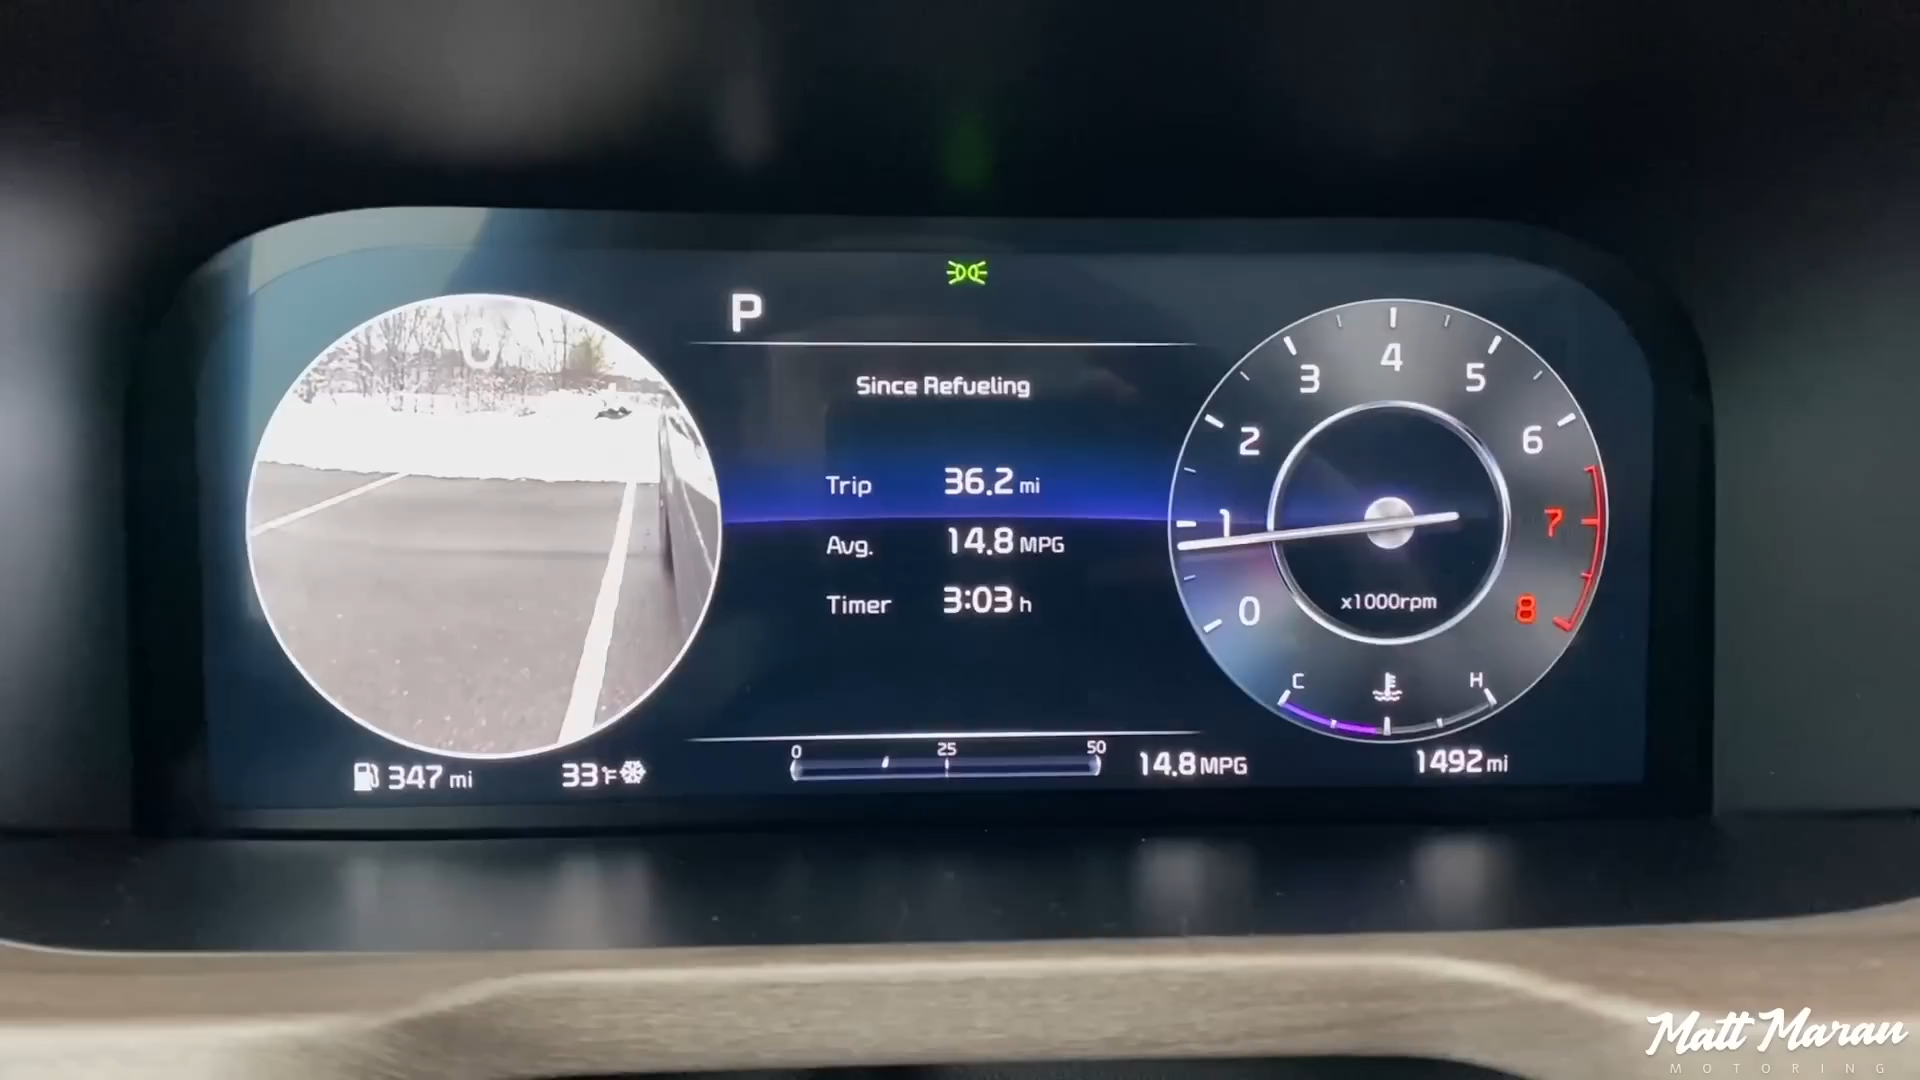 P
Since Refueling
Trip 36.2 mi
Avg. 14.8 MPG
Timer 3:03 h
0 25 50
14.8 MPG
347 mi
33°F
0
1
2
3
4
5
6
7
8
x1000rpm
C H
1492 mi
Matt Maran
MOTORING